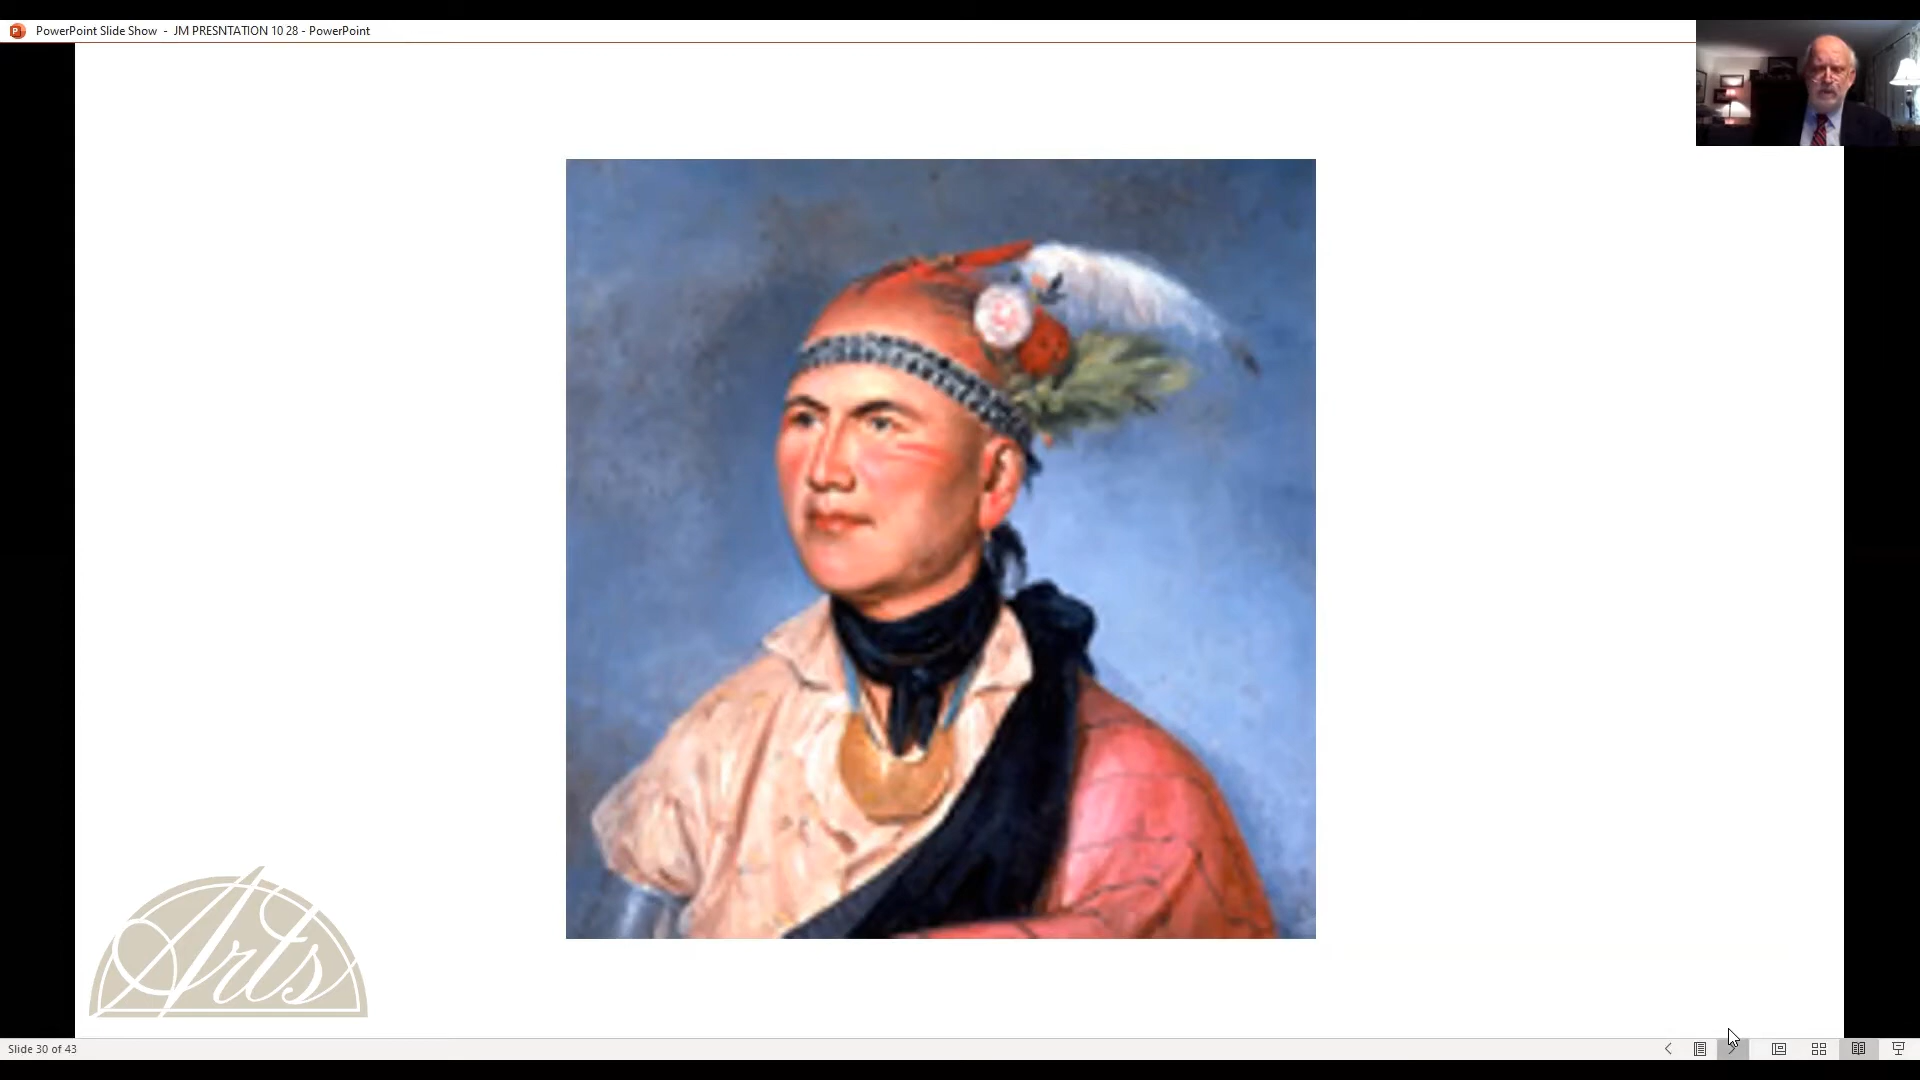 PowerPoint Slide Show - JM PRESNTATION 10 28 - PowerPoint
Arts
Slide 30 of 43